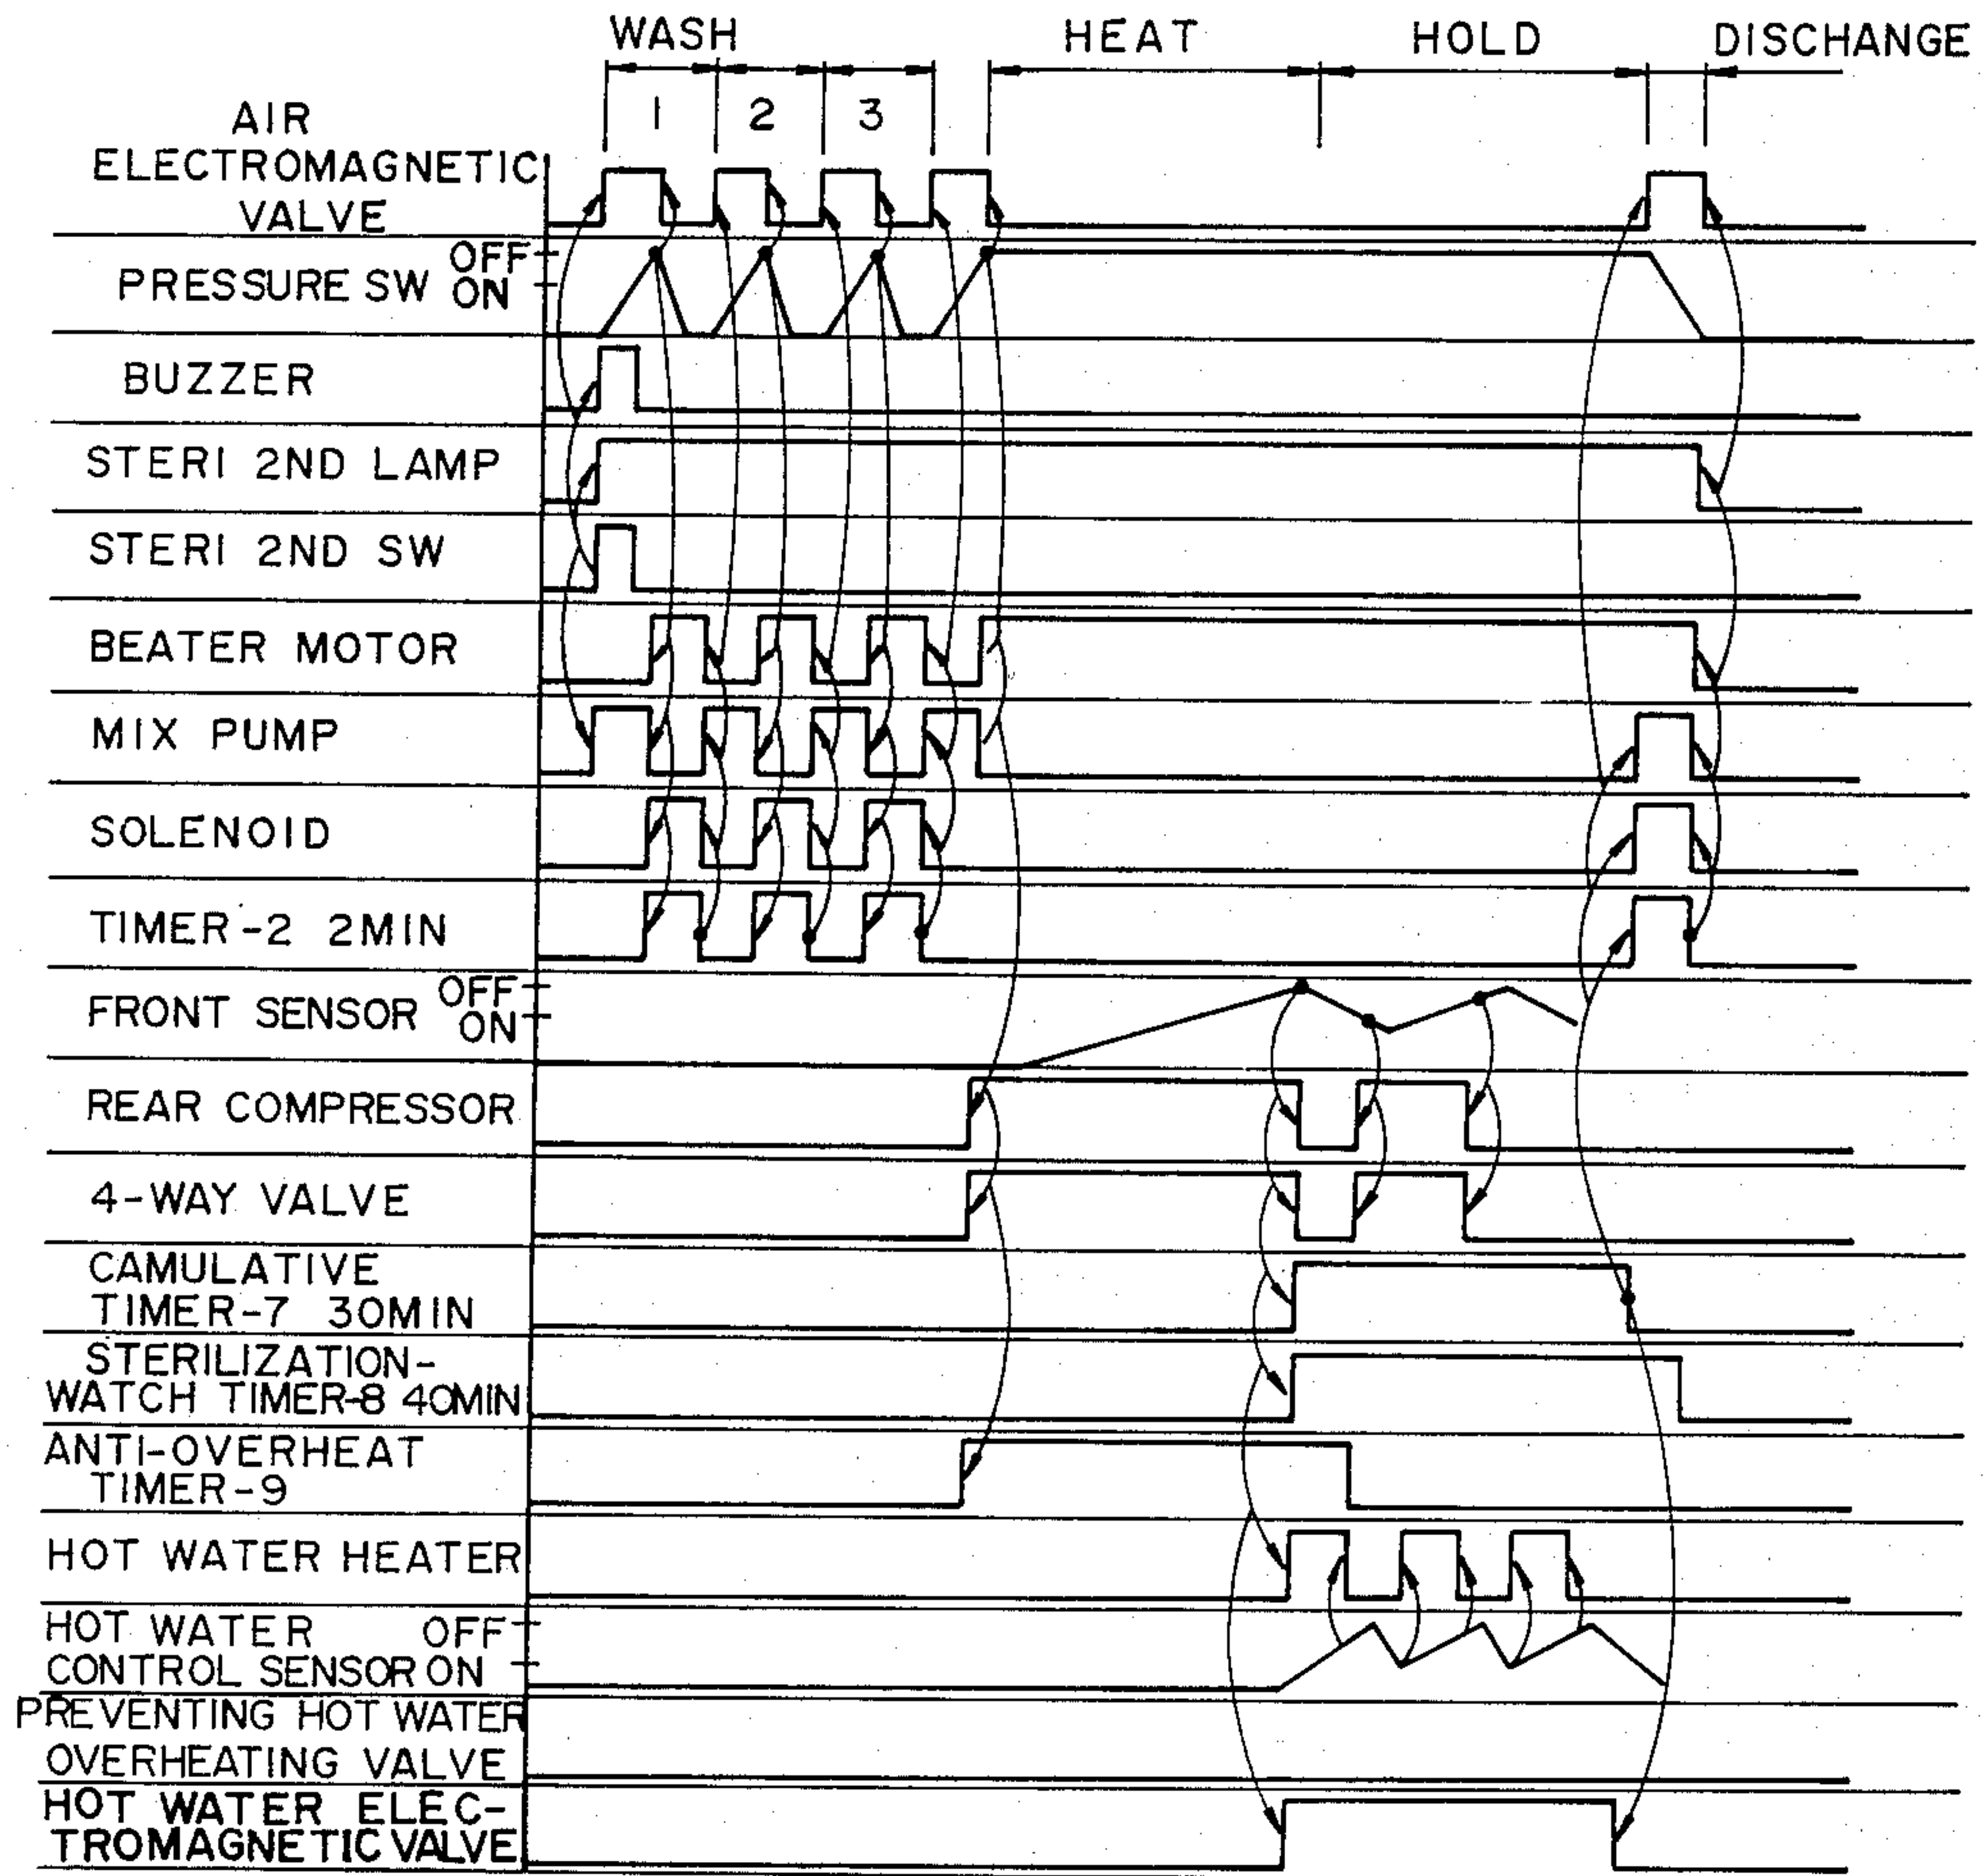 WASH HEAT HOLD DISCHANGE
1 2 3
AIR
ELECTROMAGNETIC
VALVE
OFF
PRESSURE SW ON
BUZZER
STERI 2ND LAMP
STERI 2ND SW
BEATER MOTOR
MIX PUMP
SOLENOID
TIMER-2 2MIN
OFF
FRONT SENSOR ON
REAR COMPRESSOR
4-WAY VALVE
CAMULATIVE
TIMER-7 30MIN
STERILIZATION-
WATCH TIMER-8 40MIN
ANTI-OVERHEAT
TIMER-9
HOT WATER HEATER
HOT WATER OFF
CONTROL SENSOR ON
PREVENTING HOT WATER
OVERHEATING VALVE
HOT WATER ELEC-
TROMAGNETIC VALVE